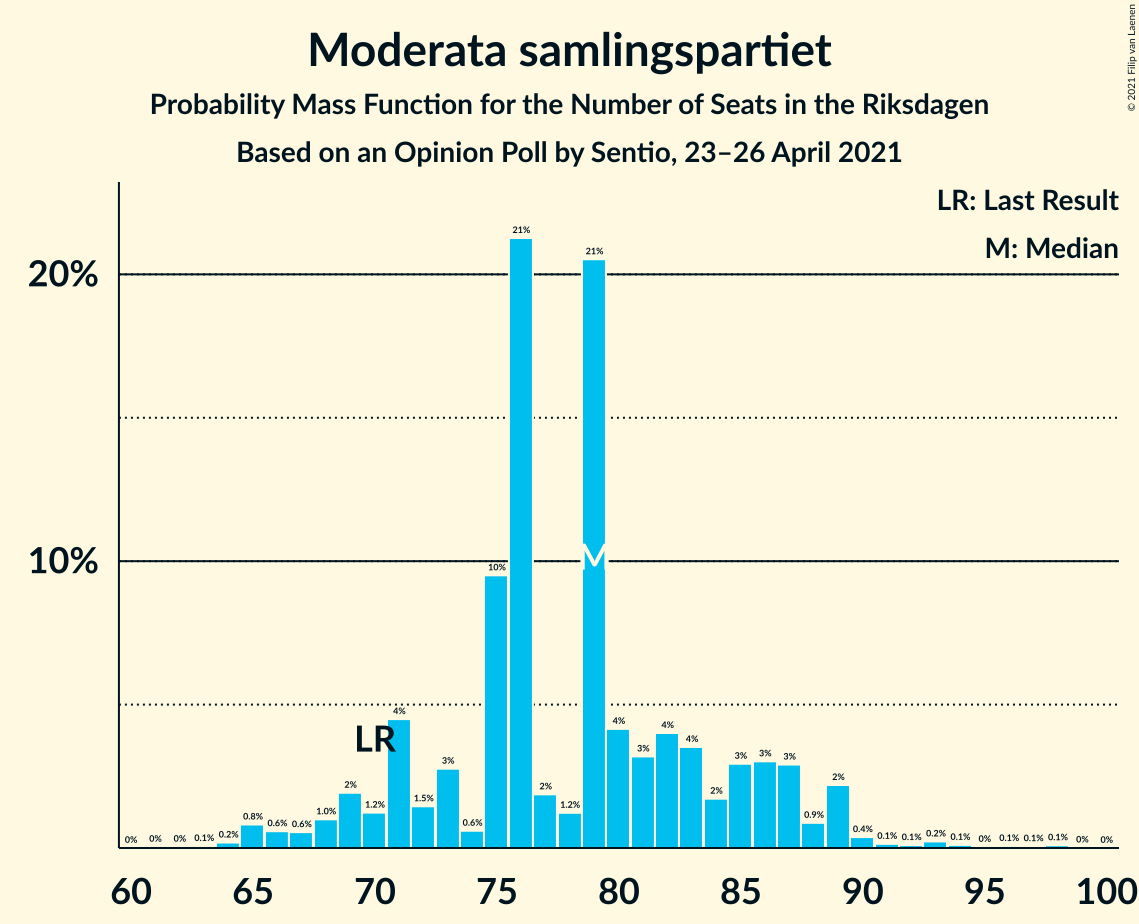 Moderata samlingspartiet
Probability Mass Function for the Number of Seats in the Riksdagen
Based on an Opinion Poll by Sentio, 23–26 April 2021
© 2021 Filip van Laenen
LR: Last Result
M: Median
20%
10%
0% 0% 0% 0.1% 0.2% 0.8% 0.6% 0.6% 1.0% 2% 1.2% 4% 1.5% 3% 0.6% 10% 21% 2% 1.2% 21% 4% 3% 4% 4% 2% 3% 3% 3% 0.9% 2% 0.4% 0.1% 0.1% 0.2% 0.1% 0% 0.1% 0.1% 0.1% 0% 0%
LR
M
60 65 70 75 80 85 90 95 100